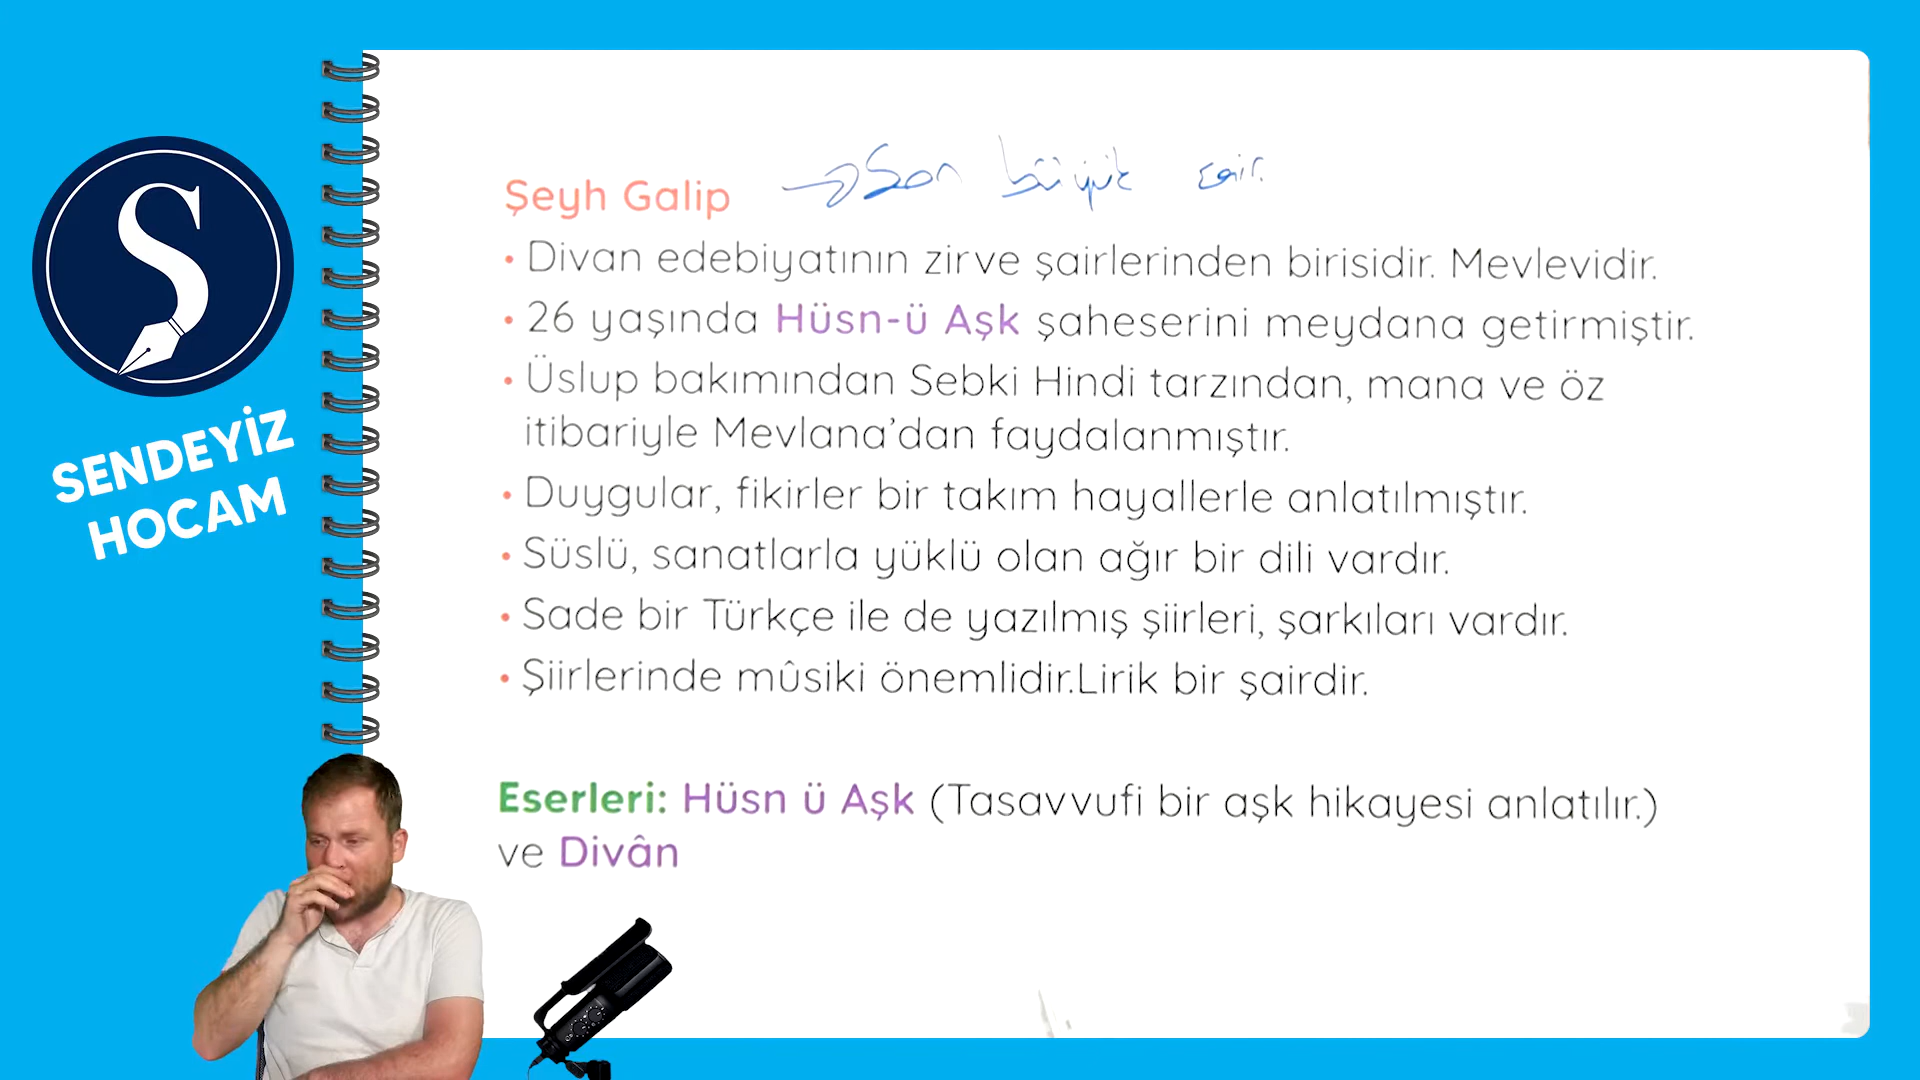 SENDEYİZ
HOCAM
Şeyh Galip → Son büyük şair.
• Divan edebiyatının zirve şairlerinden birisidir. Mevlevidir.
• 26 yaşında Hüsn-ü Aşk şaheserini meydana getirmiştir.
• Üslup bakımından Sebki Hindi tarzından, mana ve öz
itibariyle Mevlana’dan faydalanmıştır.
• Duygular, fikirler bir takım hayallerle anlatılmıştır.
• Süslü, sanatlarla yüklü olan ağır bir dili vardır.
• Sade bir Türkçe ile de yazılmış şiirleri, şarkıları vardır.
• Şiirlerinde mûsiki önemlidir.Lirik bir şairdir.
Eserleri: Hüsn ü Aşk (Tasavvufi bir aşk hikayesi anlatılır.)
ve Divân